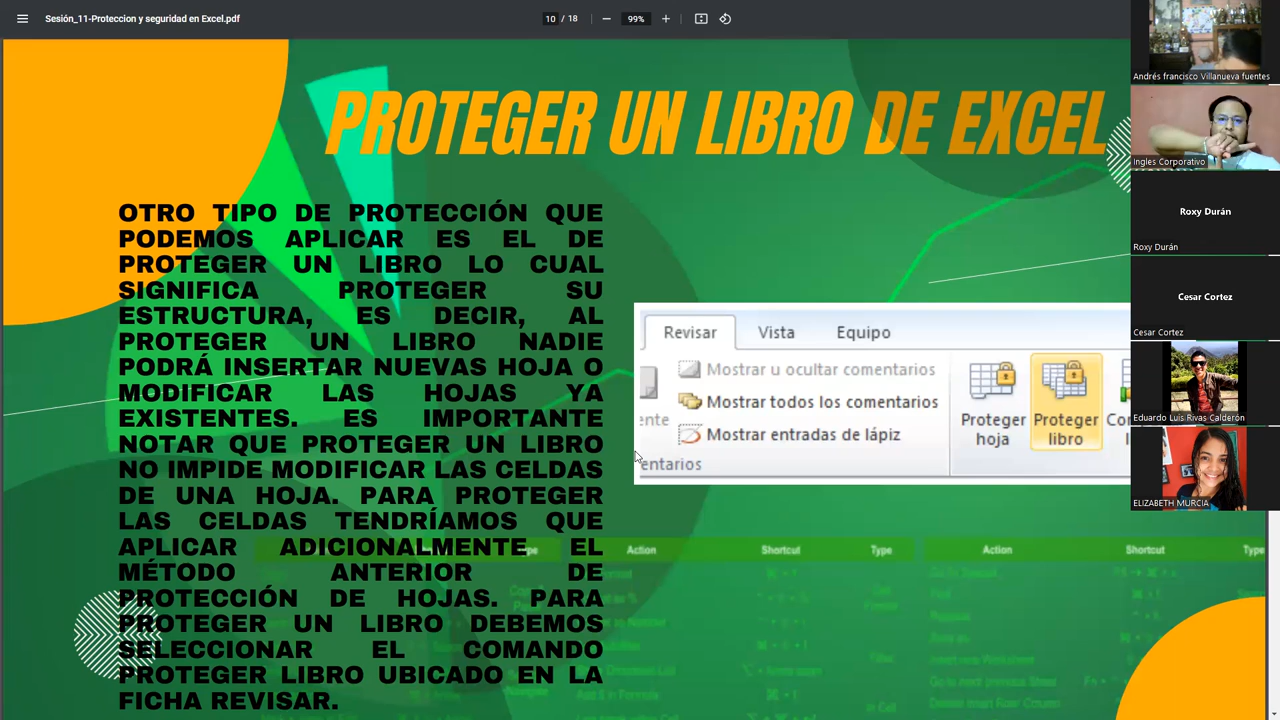 Sesión_11-Proteccion y seguridad en Excel.pdf
10 / 18
99%
PROTEGER UN LIBRO DE EXCEL
OTRO TIPO DE PROTECCIÓN QUE
PODEMOS APLICAR ES EL DE
PROTEGER UN LIBRO LO CUAL
SIGNIFICA PROTEGER SU
ESTRUCTURA, ES DECIR, AL
PROTEGER UN LIBRO NADIE
PODRÁ INSERTAR NUEVAS HOJA O
MODIFICAR LAS HOJAS YA
EXISTENTES. ES IMPORTANTE
NOTAR QUE PROTEGER UN LIBRO
NO IMPIDE MODIFICAR LAS CELDAS
DE UNA HOJA. PARA PROTEGER
LAS CELDAS TENDRÍAMOS QUE
APLICAR ADICIONALMENTE EL
MÉTODO ANTERIOR DE
PROTECCIÓN DE HOJAS. PARA
PROTEGER UN LIBRO DEBEMOS
SELECCIONAR EL COMANDO
PROTEGER LIBRO UBICADO EN LA
FICHA REVISAR.
Revisar Vista Equipo
Mostrar u ocultar comentarios
Mostrar todos los comentarios
Mostrar entradas de lápiz
ente
entarios
Proteger
hoja
Proteger
libro
Co
Action Shortcut Type
Action Shortcut Type
Andrés francisco Villanueva fuentes
Ingles Corporativo
Roxy Durán
Roxy Durán
Cesar Cortez
Cesar Cortez
Eduardo Luis Rivas Calderón
ELIZABETH MURCIA